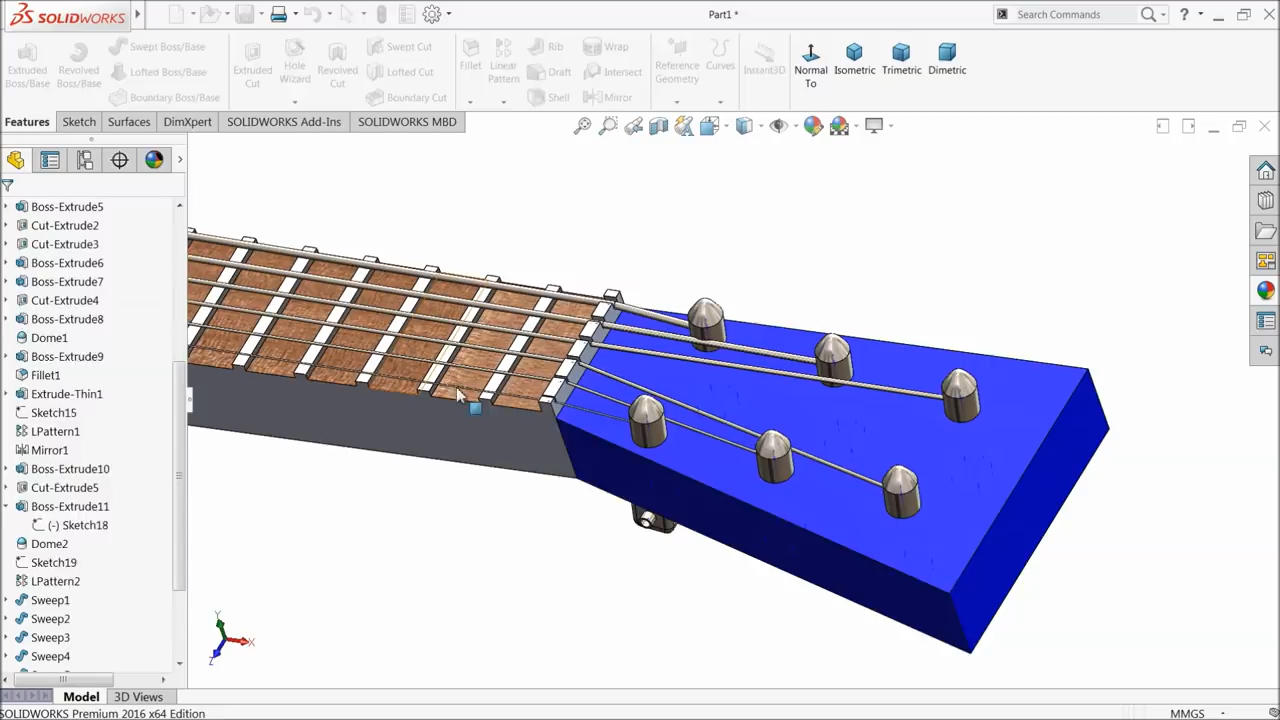 SOLIDWORKS
Part1 *
Search Commands
?
Extruded Boss/Base
Revolved Boss/Base
Swept Boss/Base
Lofted Boss/Base
Boundary Boss/Base
Extruded Cut
Hole Wizard
Revolved Cut
Swept Cut
Lofted Cut
Boundary Cut
Fillet
Linear Pattern
Rib
Draft
Shell
Wrap
Intersect
Mirror
Reference Geometry
Curves
Instant3D
Normal To
Isometric
Trimetric
Dimetric
Features
Sketch
Surfaces
DimXpert
SOLIDWORKS Add-Ins
SOLIDWORKS MBD
Boss-Extrude5
Cut-Extrude2
Cut-Extrude3
Boss-Extrude6
Boss-Extrude7
Cut-Extrude4
Boss-Extrude8
Dome1
Boss-Extrude9
Fillet1
Extrude-Thin1
Sketch15
LPattern1
Mirror1
Boss-Extrude10
Cut-Extrude5
Boss-Extrude11
(-) Sketch18
Dome2
Sketch19
LPattern2
Sweep1
Sweep2
Sweep3
Sweep4
Y
X
Z
Model
3D Views
SOLIDWORKS Premium 2016 x64 Edition
MMGS